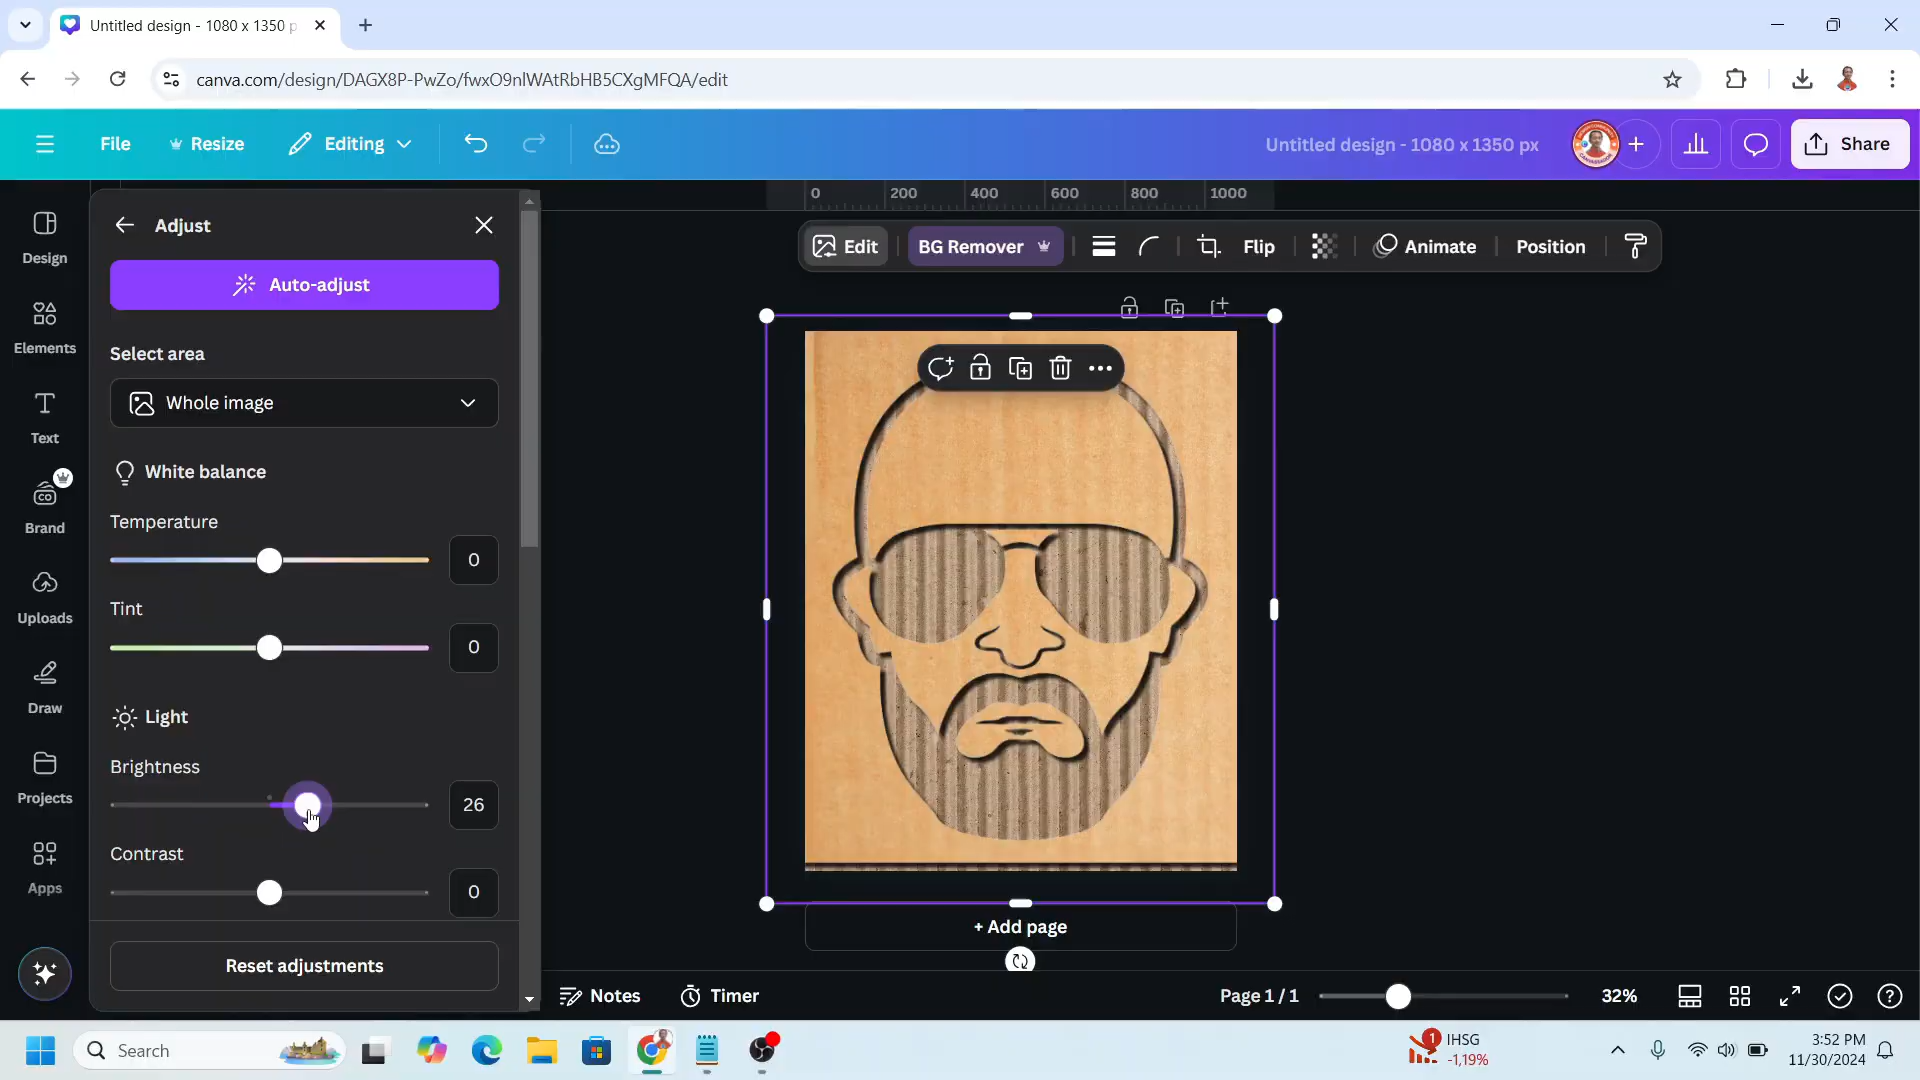 Untitled design - 1080 x 1350 p
canva.com/design/DAGX8P-PwZo/fwxO9nlWAtRbHB5CXgMFQA/edit
File
Resize
Editing
Untitled design - 1080 x 1350 px
Share
Design
Elements
Text
Brand
Uploads
Draw
Projects
Apps
Adjust
Auto-adjust
Select area
Whole image
White balance
Temperature
0
Tint
0
Light
Brightness
26
Contrast
0
Reset adjustments
0 200 400 600 800 1000
Edit
BG Remover
Flip
Animate
Position
+ Add page
Notes
Timer
Page 1 / 1
32%
Search
1
IHSG
-1,19%
3:52 PM
11/30/2024